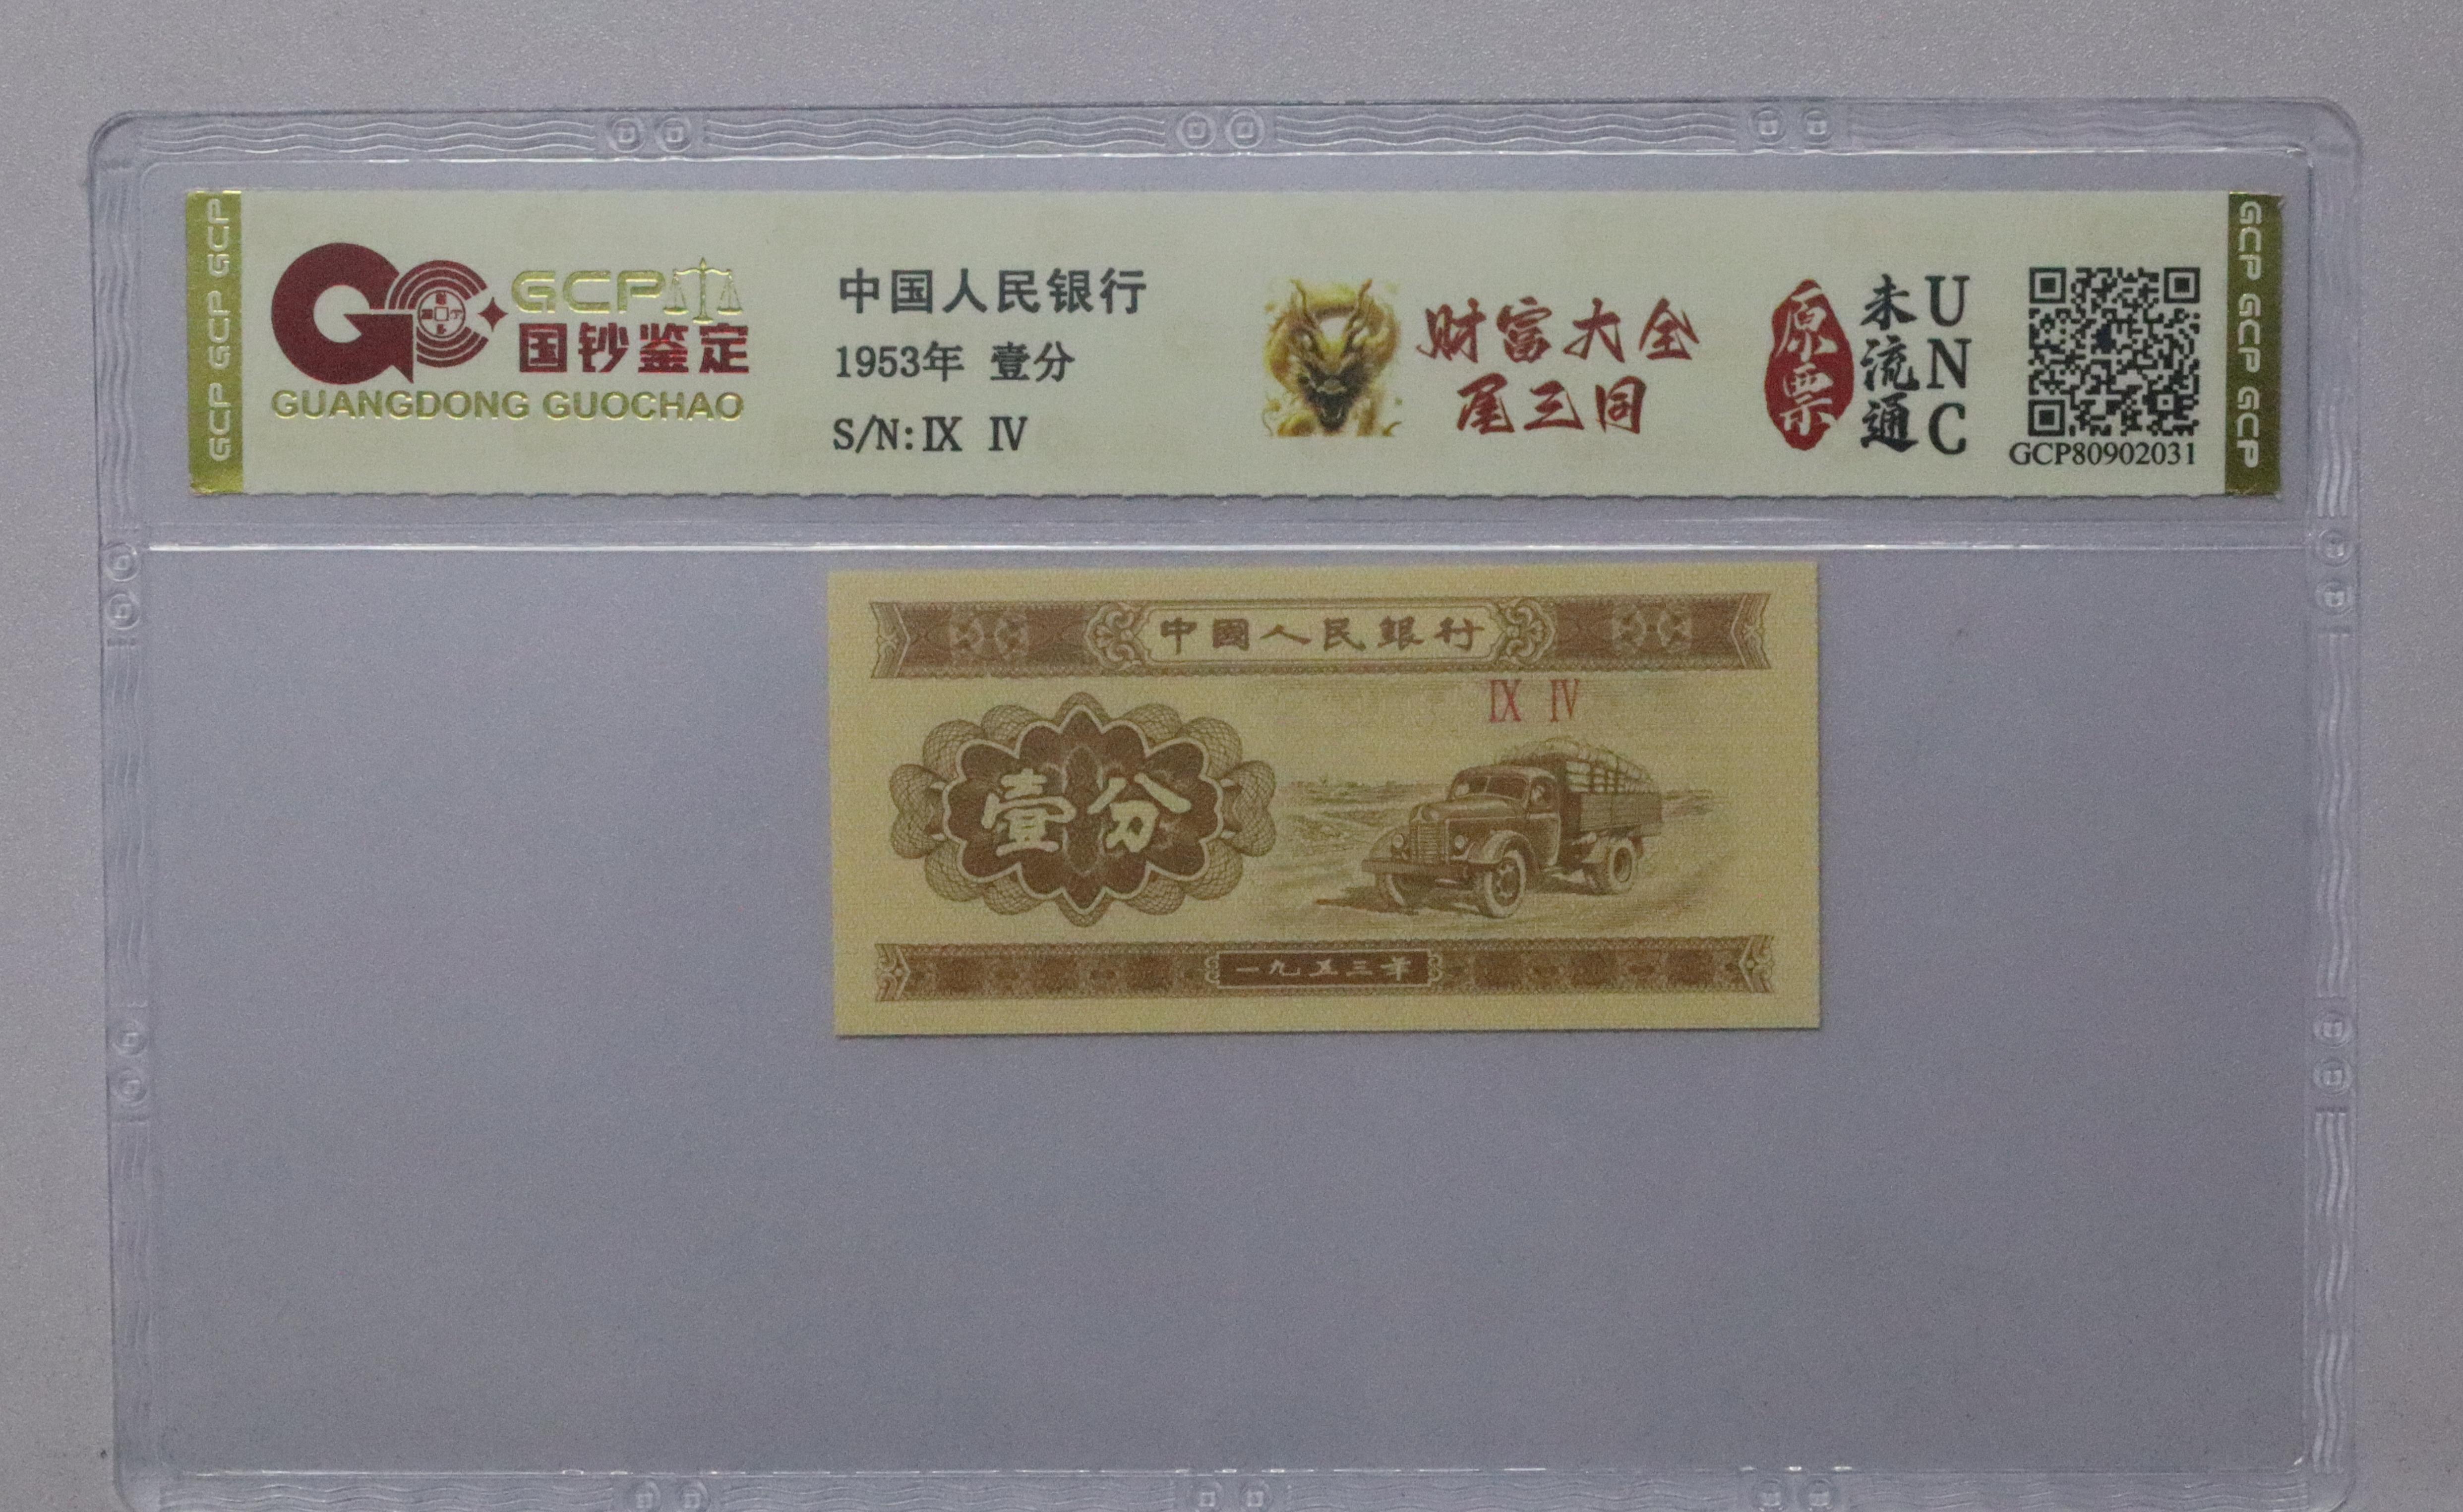 GCP GCP GCP
GCP
国钞鉴定
GUANGDONG GUOCHAO
中国人民银行
1953年 壹分
S/N: IX IV
财富大全
尾三同
原票
未流通
UNC
GCP80902031
GCP GCP GCP
中國人民銀行
IX IV
壹分
一九五三年